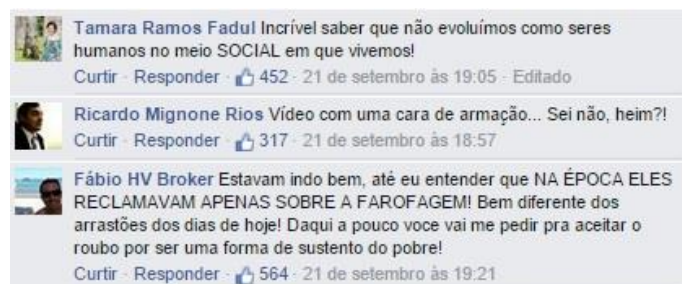 Tamara Ramos Fadul Incrível saber que não evoluímos como seres
humanos no meio SOCIAL em que vivemos!
Curtir · Responder · 452 · 21 de setembro às 19:05 · Editado
Ricardo Mignone Rios Vídeo com uma cara de armação... Sei não, heim?!
Curtir · Responder · 317 · 21 de setembro às 18:57
Fábio HV Broker Estavam indo bem, até eu entender que NA ÉPOCA ELES
RECLAMAVAM APENAS SOBRE A FAROFAGEM! Bem diferente dos
arrastões dos dias de hoje! Daqui a pouco voce vai me pedir pra aceitar o
roubo por ser uma forma de sustento do pobre!
Curtir · Responder · 564 · 21 de setembro às 19:21